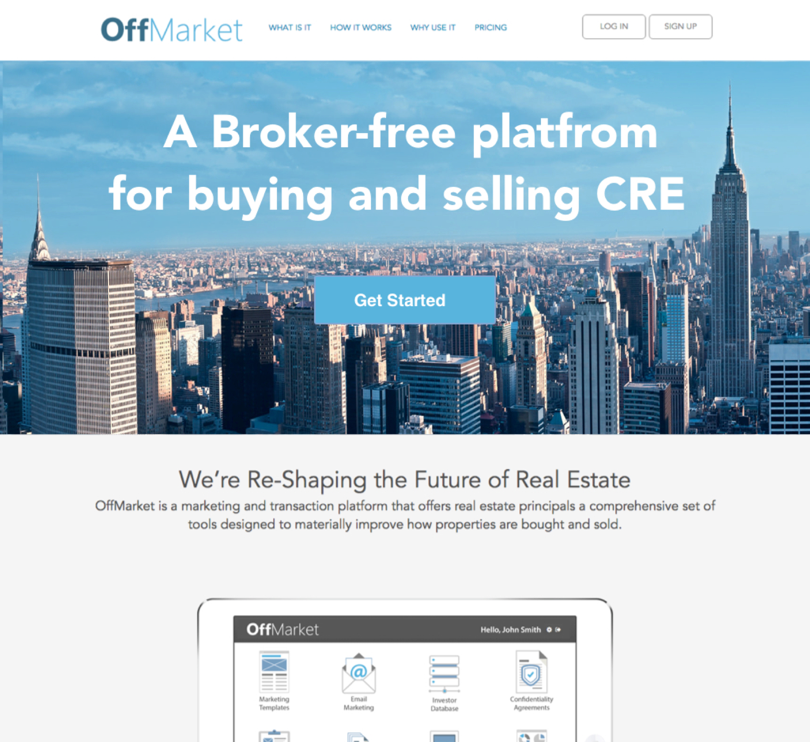 OffMarket
WHAT IS IT
HOW IT WORKS
WHY USE IT
PRICING
LOG IN
SIGN UP
A Broker-free platfrom
for buying and selling CRE
Get Started
We're Re-Shaping the Future of Real Estate
OffMarket is a marketing and transaction platform that offers real estate principals a comprehensive set of
tools designed to materially improve how properties are bought and sold.
OffMarket
Hello, John Smith
Marketing
Templates
Email
Marketing
Investor
Database
Confidentiality
Agreements
@